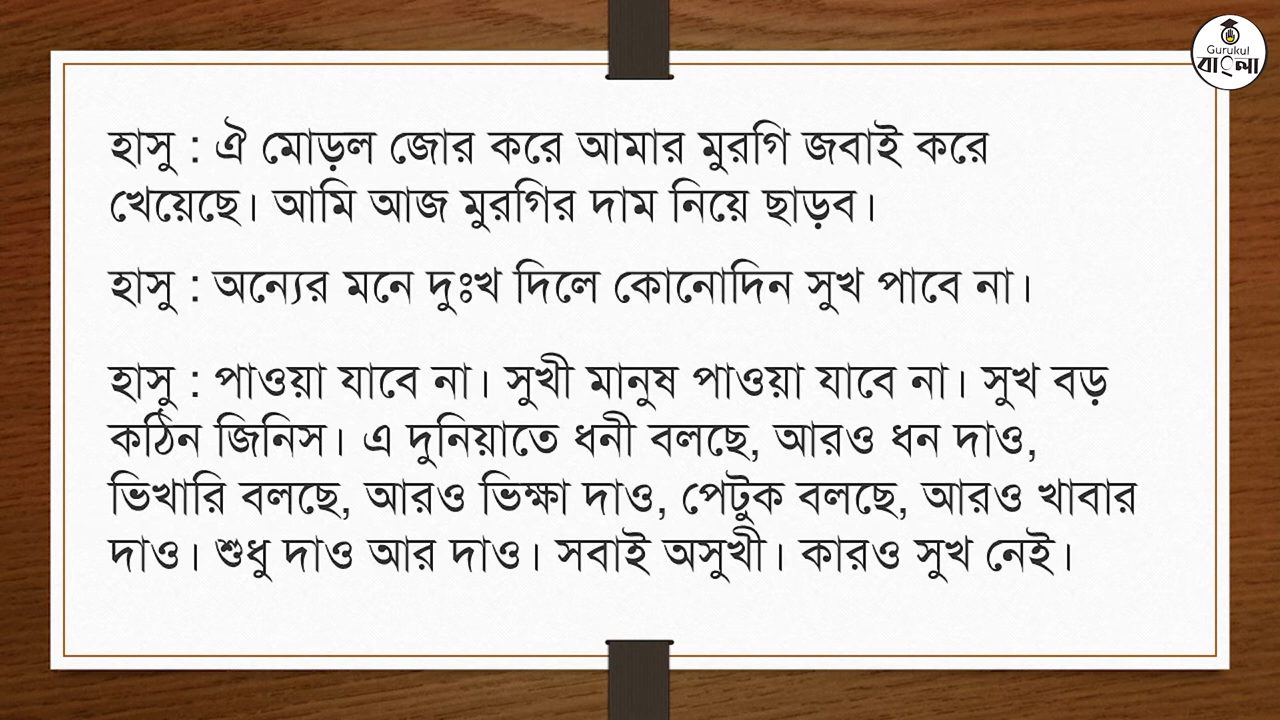 Gurukul
বাংলা
হাসু : ঐ মোড়ল জোর করে আমার মুরগি জবাই করে
খেয়েছে। আমি আজ মুরগির দাম নিয়ে ছাড়ব।
হাসু : অন্যের মনে দুঃখ দিলে কোনোদিন সুখ পাবে না।
হাসু : পাওয়া যাবে না। সুখী মানুষ পাওয়া যাবে না। সুখ বড়
কঠিন জিনিস। এ দুনিয়াতে ধনী বলছে, আরও ধন দাও,
ভিখারি বলছে, আরও ভিক্ষা দাও, পেটুক বলছে, আরও খাবার
দাও। শুধু দাও আর দাও। সবাই অসুখী। কারও সুখ নেই।